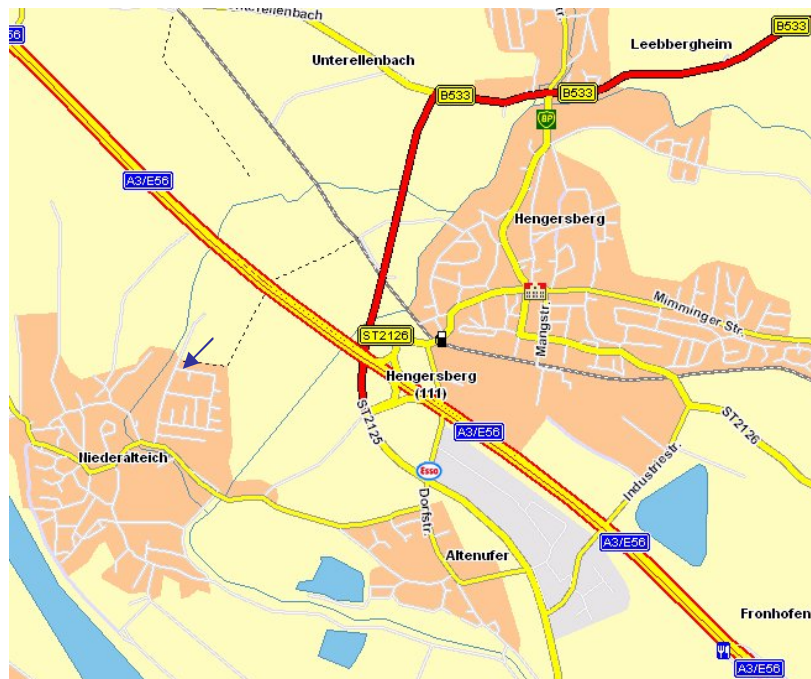 B533
Leebbergheim
Unterellenbach
B533
B533
BP
A3/E56
Hengersberg
Mimminger Str.
Mangstr.
ST2126
Hengersberg
(111)
ST2125
ST2126
A3/E56
Niederalteich
Esso
Industriestr.
Dorfstr.
A3/E56
Altenufer
Fronhofen
A3/E56